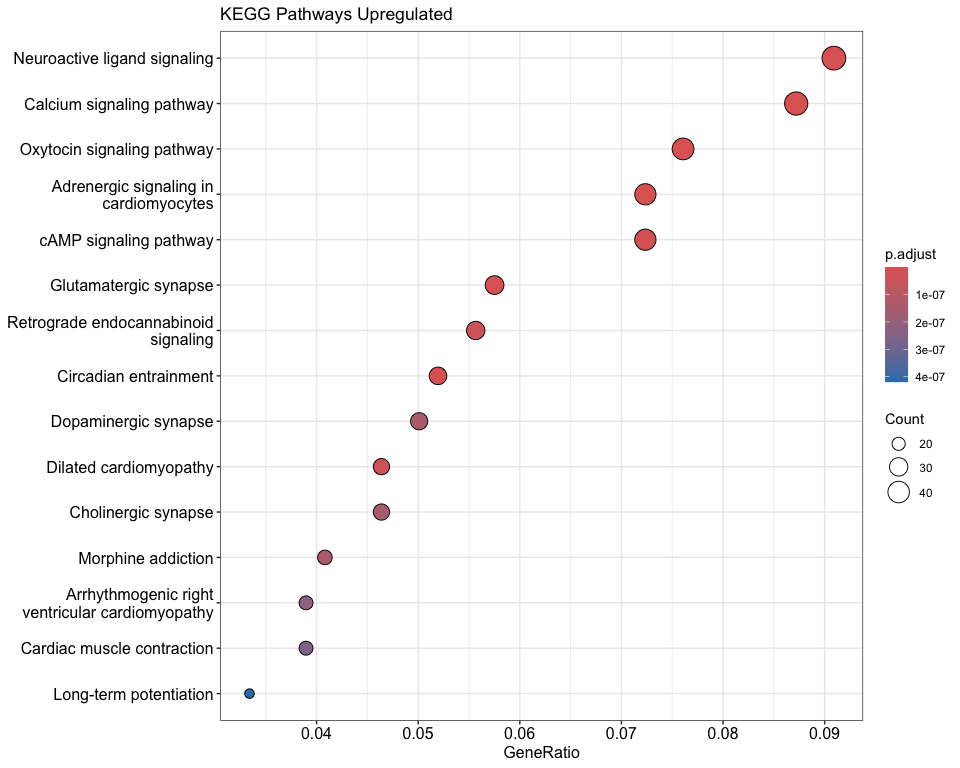 KEGG Pathways Upregulated
Neuroactive ligand signaling
Calcium signaling pathway
Oxytocin signaling pathway
Adrenergic signaling in
cardiomyocytes
cAMP signaling pathway
Glutamatergic synapse
Retrograde endocannabinoid
signaling
Circadian entrainment
Dopaminergic synapse
Dilated cardiomyopathy
Cholinergic synapse
Morphine addiction
Arrhythmogenic right
ventricular cardiomyopathy
Cardiac muscle contraction
Long-term potentiation
0.04 0.05 0.06 0.07 0.08 0.09
GeneRatio
p.adjust
1e-07
2e-07
3e-07
4e-07
Count
20
30
40